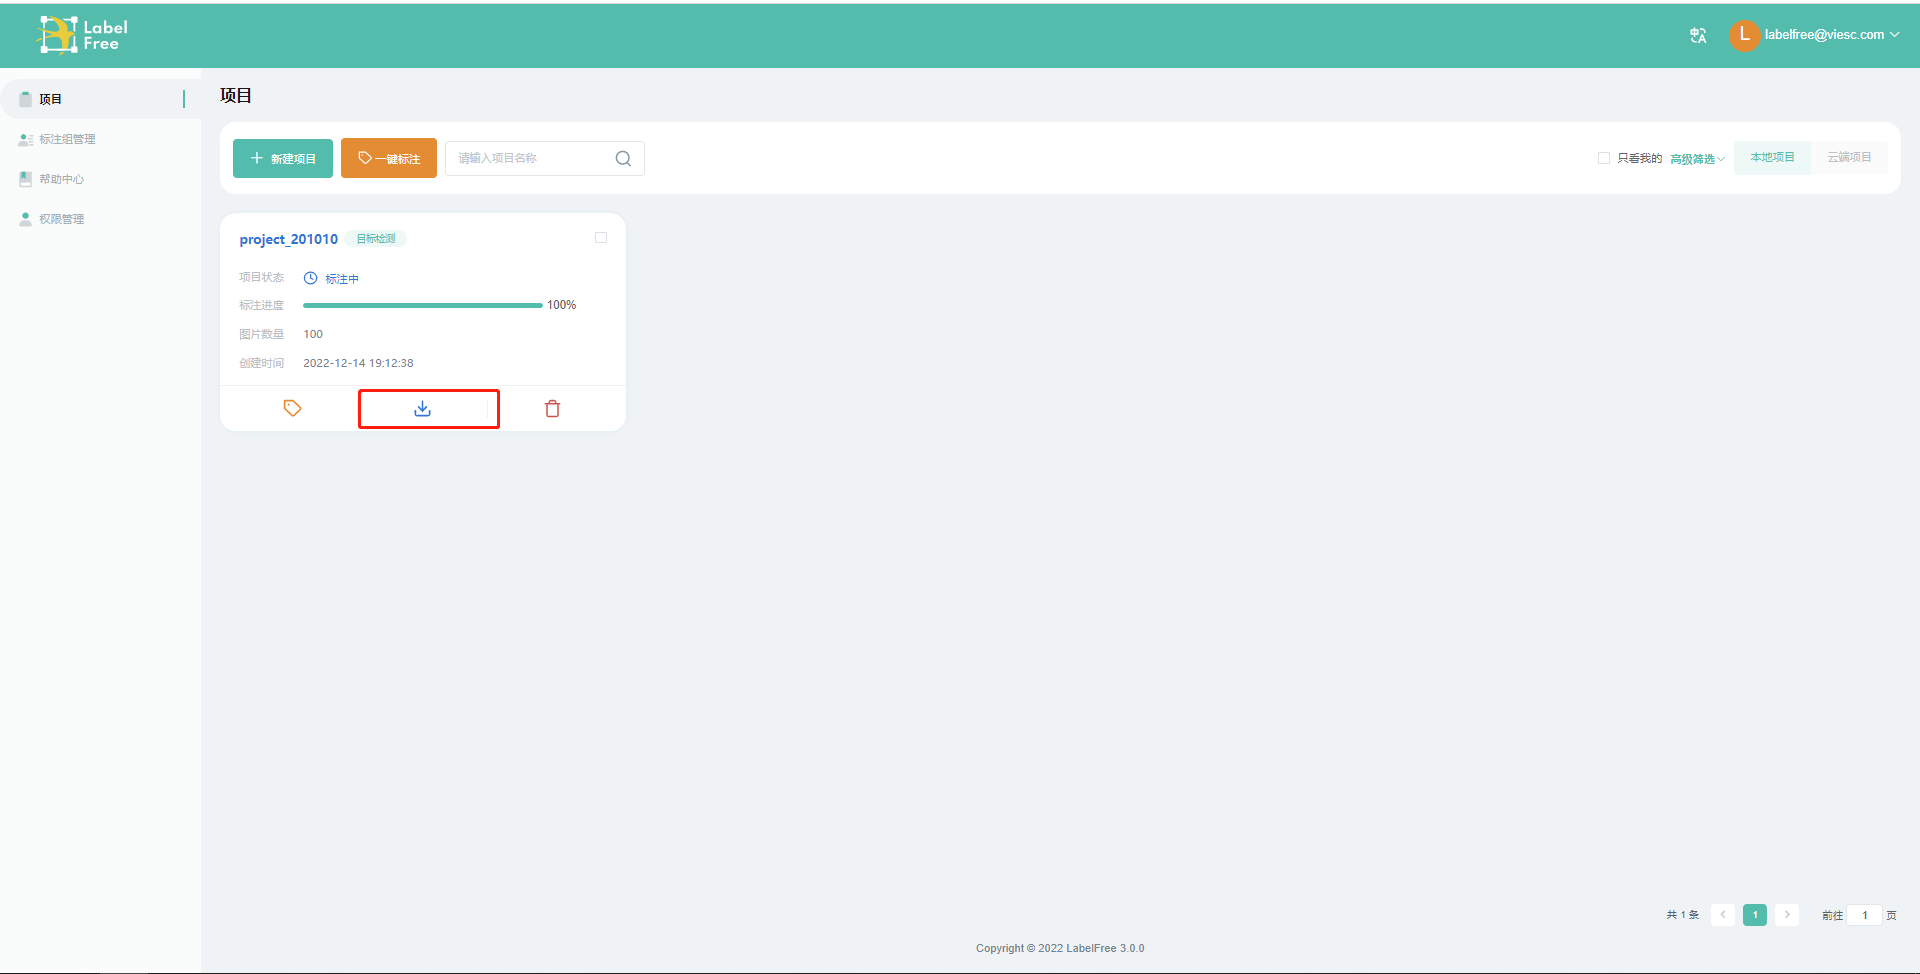 Label
Free
L
labelfree@viesc.com
项目
标注组管理
帮助中心
权限管理
项目
新建项目
一键标注
请输入项目名称
只看我的
高级筛选
本地项目
云端项目
project_201010
目标检测
项目状态
标注中
标注进度
100%
图片数量
100
创建时间
2022-12-14 19:12:38
共 1 条
1
前往
1
页
Copyright © 2022 LabelFree 3.0.0